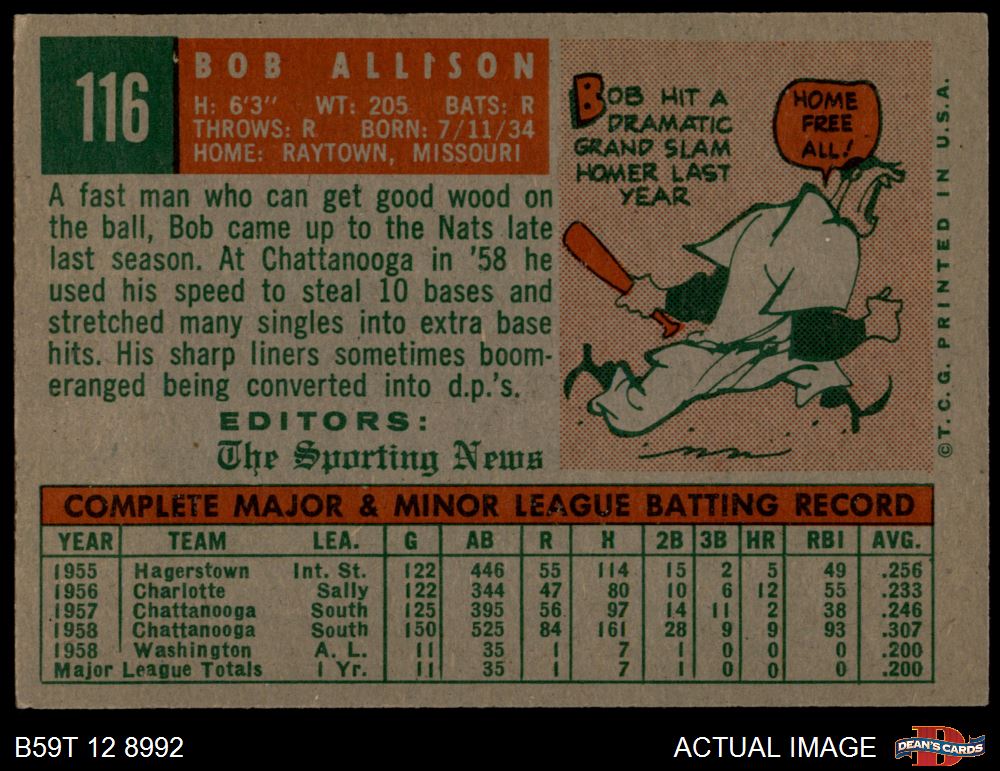 116
BOB ALLISON
H: 6'3" WT: 205 BATS: R
THROWS: R BORN: 7/11/34
HOME: RAYTOWN, MISSOURI
A fast man who can get good wood on
the ball, Bob came up to the Nats late
last season. At Chattanooga in '58 he
used his speed to steal 10 bases and
stretched many singles into extra base
hits. His sharp liners sometimes boom-
eranged being converted into d.p.'s.
EDITORS:
The Sporting News
BOB HIT A
DRAMATIC
GRAND SLAM
HOMER LAST
YEAR
HOME
FREE
ALL!
©T.C.G. PRINTED IN U.S.A.
COMPLETE MAJOR & MINOR LEAGUE BATTING RECORD
YEAR TEAM LEA. G AB R H 2B 3B HR RBI AVG.
1955 Hagerstown Int. St. 122 446 55 114 15 2 5 49 .256
1956 Charlotte Sally 122 344 47 80 10 6 12 55 .233
1957 Chattanooga South 125 395 56 97 14 11 2 38 .246
1958 Chattanooga South 150 525 84 161 28 9 9 93 .307
1958 Washington A. L. 11 35 1 7 1 0 0 0 .200
Major League Totals 1 Yr. 11 35 1 7 1 0 0 0 .200
B59T 12 8992
ACTUAL IMAGE
DEAN'S CARDS